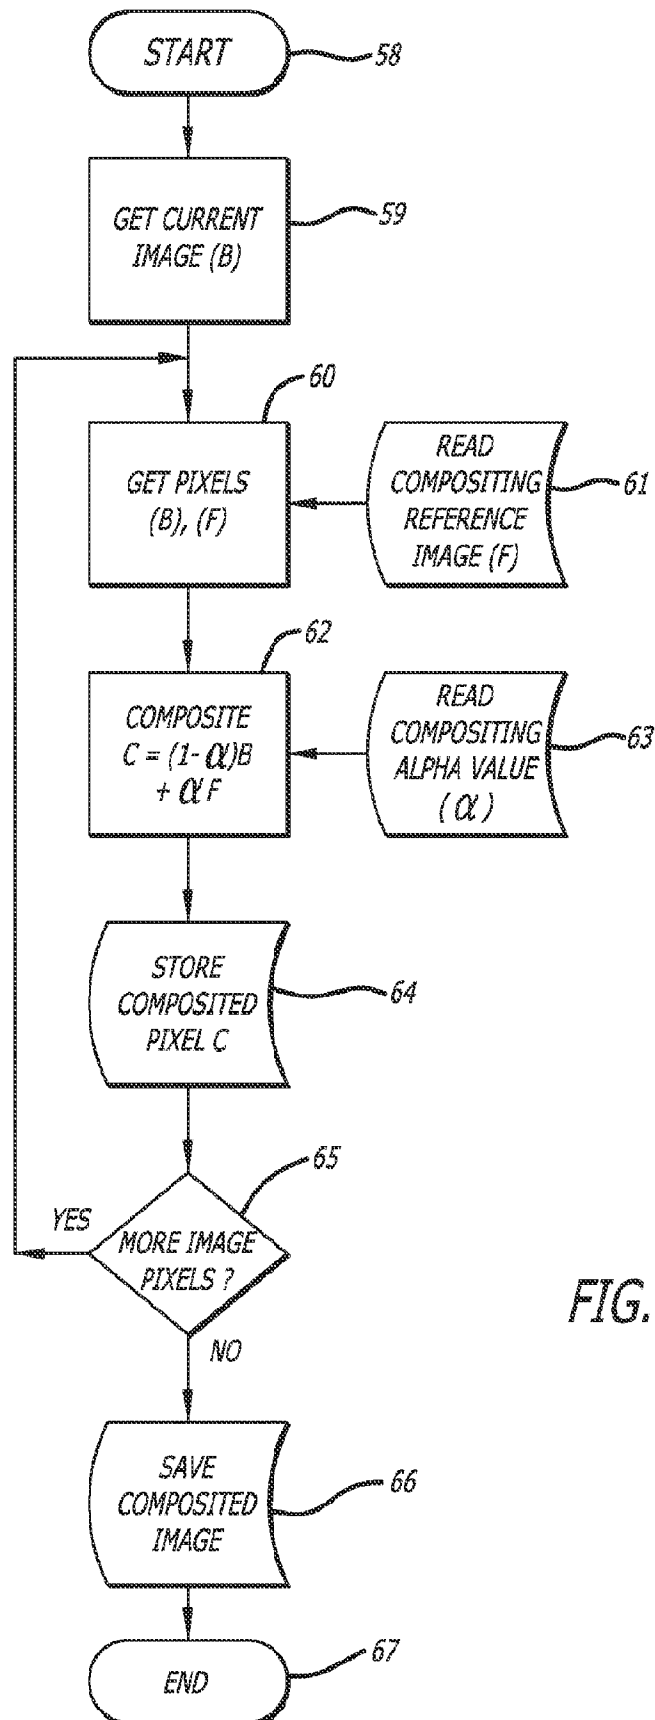 START
58
GET CURRENT
IMAGE (B)
59
60
GET PIXELS
(B), (F)
READ
COMPOSITING
REFERENCE
IMAGE (F)
61
62
COMPOSITE
C = (1-α)B
+ αF
READ
COMPOSITING
ALPHA VALUE
(α)
63
STORE
COMPOSITED
PIXEL C
64
65
YES
MORE IMAGE
PIXELS ?
NO
FIG.
SAVE
COMPOSITED
IMAGE
66
END
67